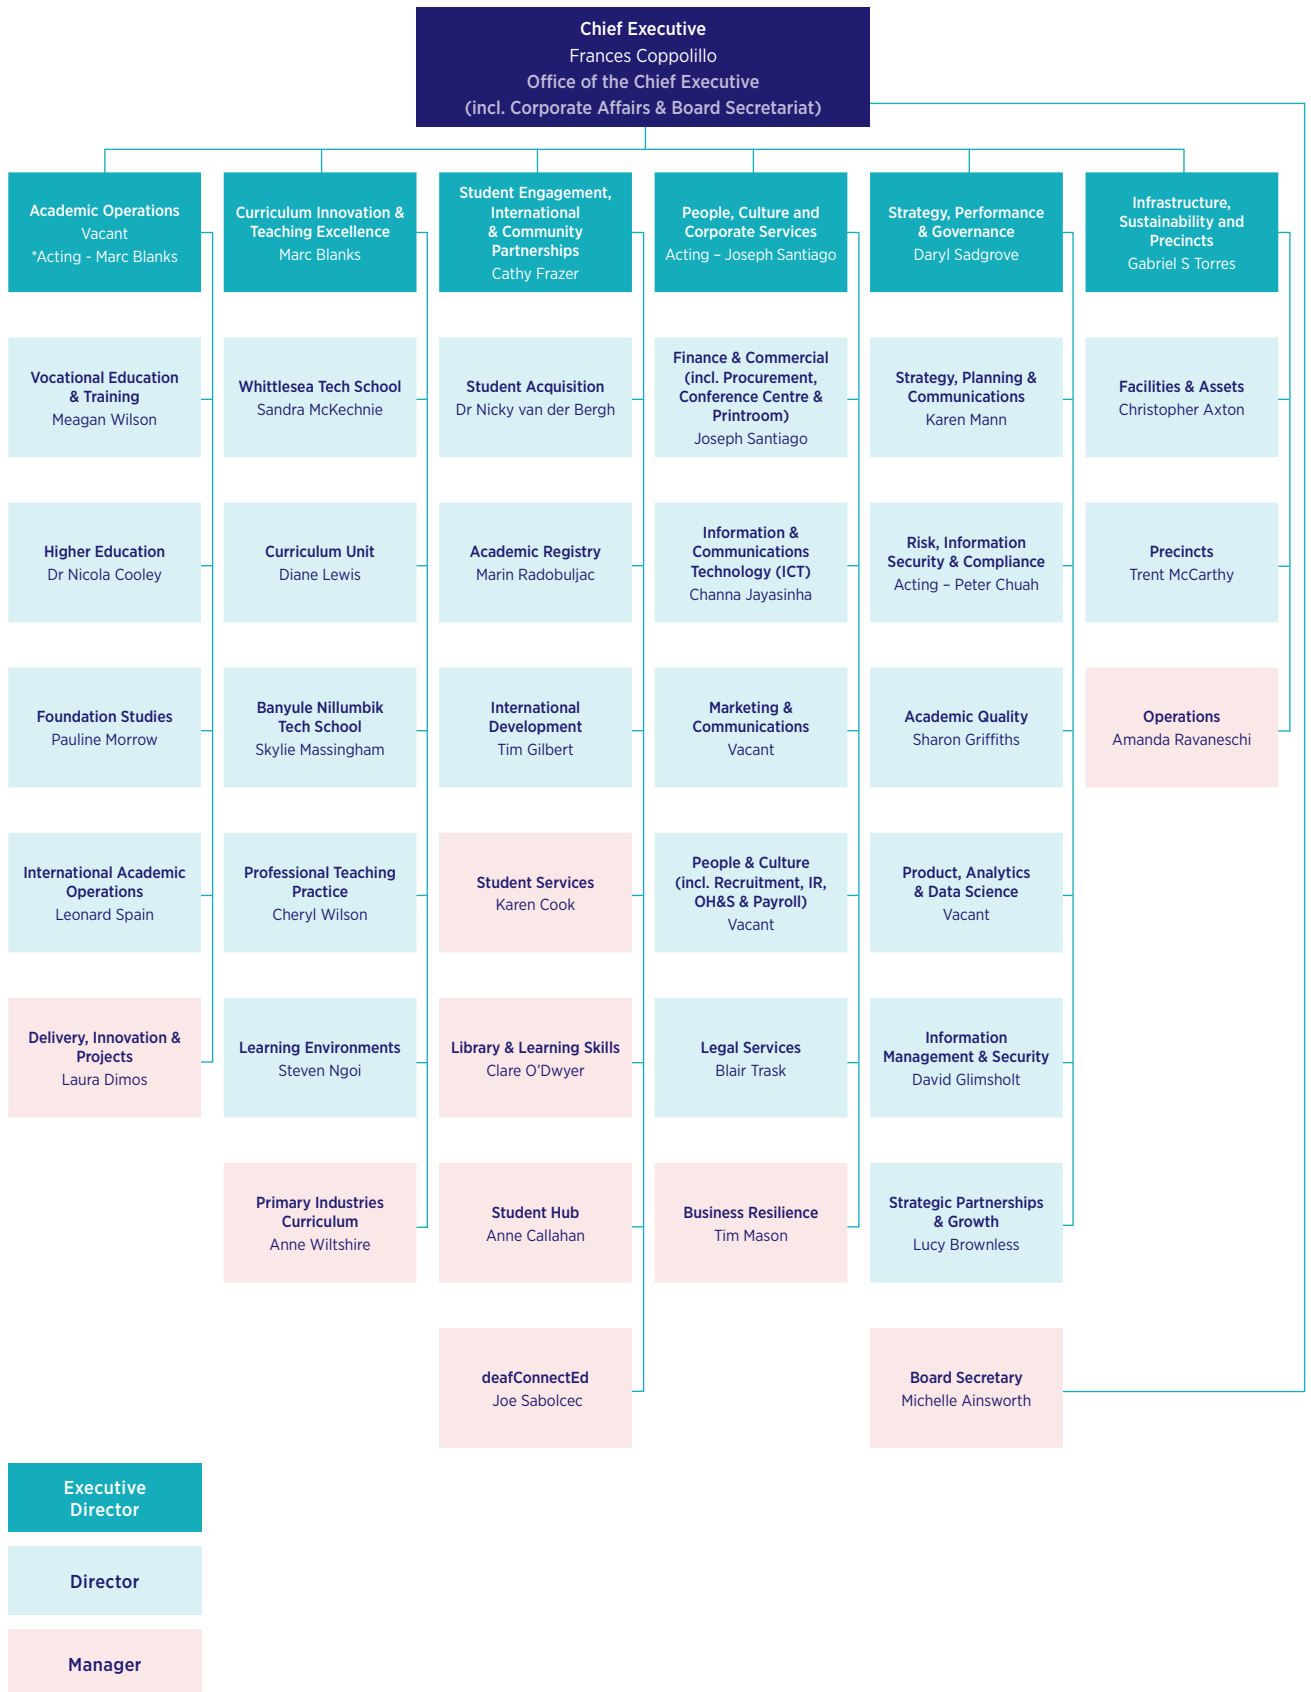 Chief Executive
Frances Coppolillo
Office of the Chief Executive
(incl. Corporate Affairs & Board Secretariat)
Academic Operations
Vacant
*Acting - Marc Blanks
Vocational Education
& Training
Meagan Wilson
Higher Education
Dr Nicola Cooley
Foundation Studies
Pauline Morrow
International Academic
Operations
Leonard Spain
Delivery, Innovation &
Projects
Laura Dimos
Curriculum Innovation &
Teaching Excellence
Marc Blanks
Whittlesea Tech School
Sandra McKechnie
Curriculum Unit
Diane Lewis
Banyule Nillumbik
Tech School
Skylie Massingham
Professional Teaching
Practice
Cheryl Wilson
Learning Environments
Steven Ngoi
Primary Industries
Curriculum
Anne Wiltshire
Student Engagement,
International
& Community
Partnerships
Cathy Frazer
Student Acquisition
Dr Nicky van der Bergh
Academic Registry
Marin Radobuljac
International
Development
Tim Gilbert
Student Services
Karen Cook
Library & Learning Skills
Clare O’Dwyer
Student Hub
Anne Callahan
deafConnectEd
Joe Sabolcec
People, Culture and
Corporate Services
Acting – Joseph Santiago
Finance & Commercial
(incl. Procurement,
Conference Centre &
Printroom)
Joseph Santiago
Information &
Communications
Technology (ICT)
Channa Jayasinha
Marketing &
Communications
Vacant
People & Culture
(incl. Recruitment, IR,
OH&S & Payroll)
Vacant
Legal Services
Blair Trask
Business Resilience
Tim Mason
Strategy, Performance
& Governance
Daryl Sadgrove
Strategy, Planning &
Communications
Karen Mann
Risk, Information
Security & Compliance
Acting – Peter Chuah
Academic Quality
Sharon Griffiths
Product, Analytics
& Data Science
Vacant
Information
Management & Security
David Glimsholt
Strategic Partnerships
& Growth
Lucy Brownless
Board Secretary
Michelle Ainsworth
Infrastructure,
Sustainability and
Precincts
Gabriel S Torres
Facilities & Assets
Christopher Axton
Precincts
Trent McCarthy
Operations
Amanda Ravaneschi
Executive
Director
Director
Manager